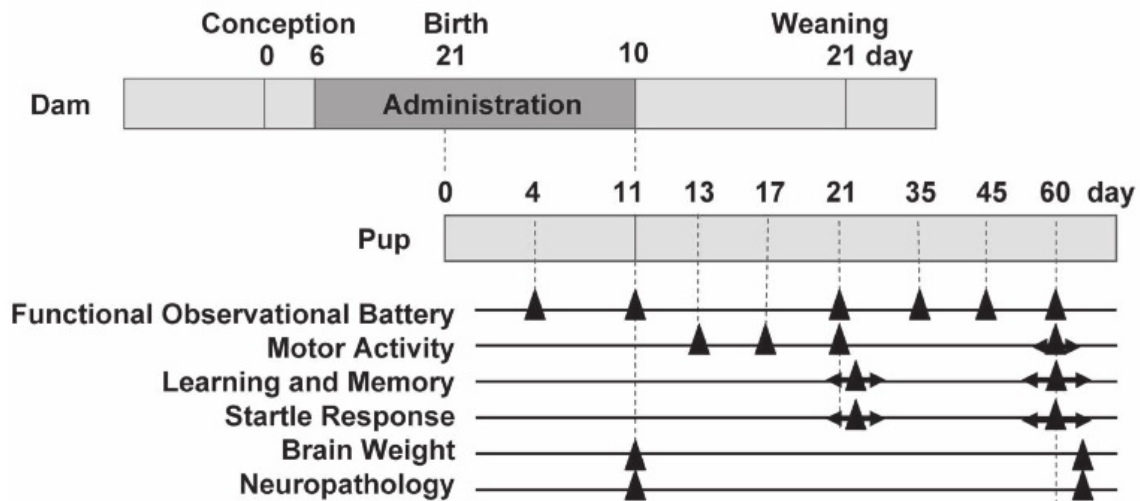 Conception Birth Weaning
0 6 21 10 21 day
Dam Administration
0 4 11 13 17 21 35 45 60 day
Pup
Functional Observational Battery
Motor Activity
Learning and Memory
Startle Response
Brain Weight
Neuropathology